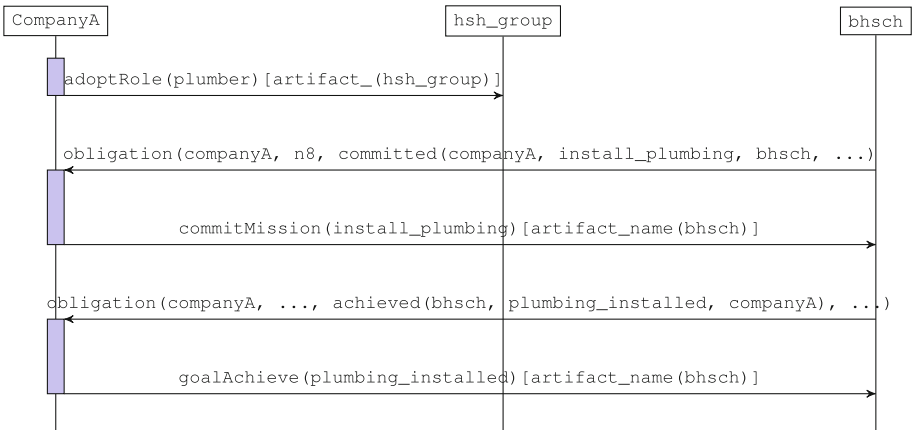 CompanyA hsh_group bhsch
adoptRole(plumber)[artifact_(hsh_group)]
obligation(companyA, n8, committed(companyA, install_plumbing, bhsch, ...)
commitMission(install_plumbing)[artifact_name(bhsch)]
obligation(companyA, ..., achieved(bhsch, plumbing_installed, companyA), ...)
goalAchieve(plumbing_installed)[artifact_name(bhsch)]